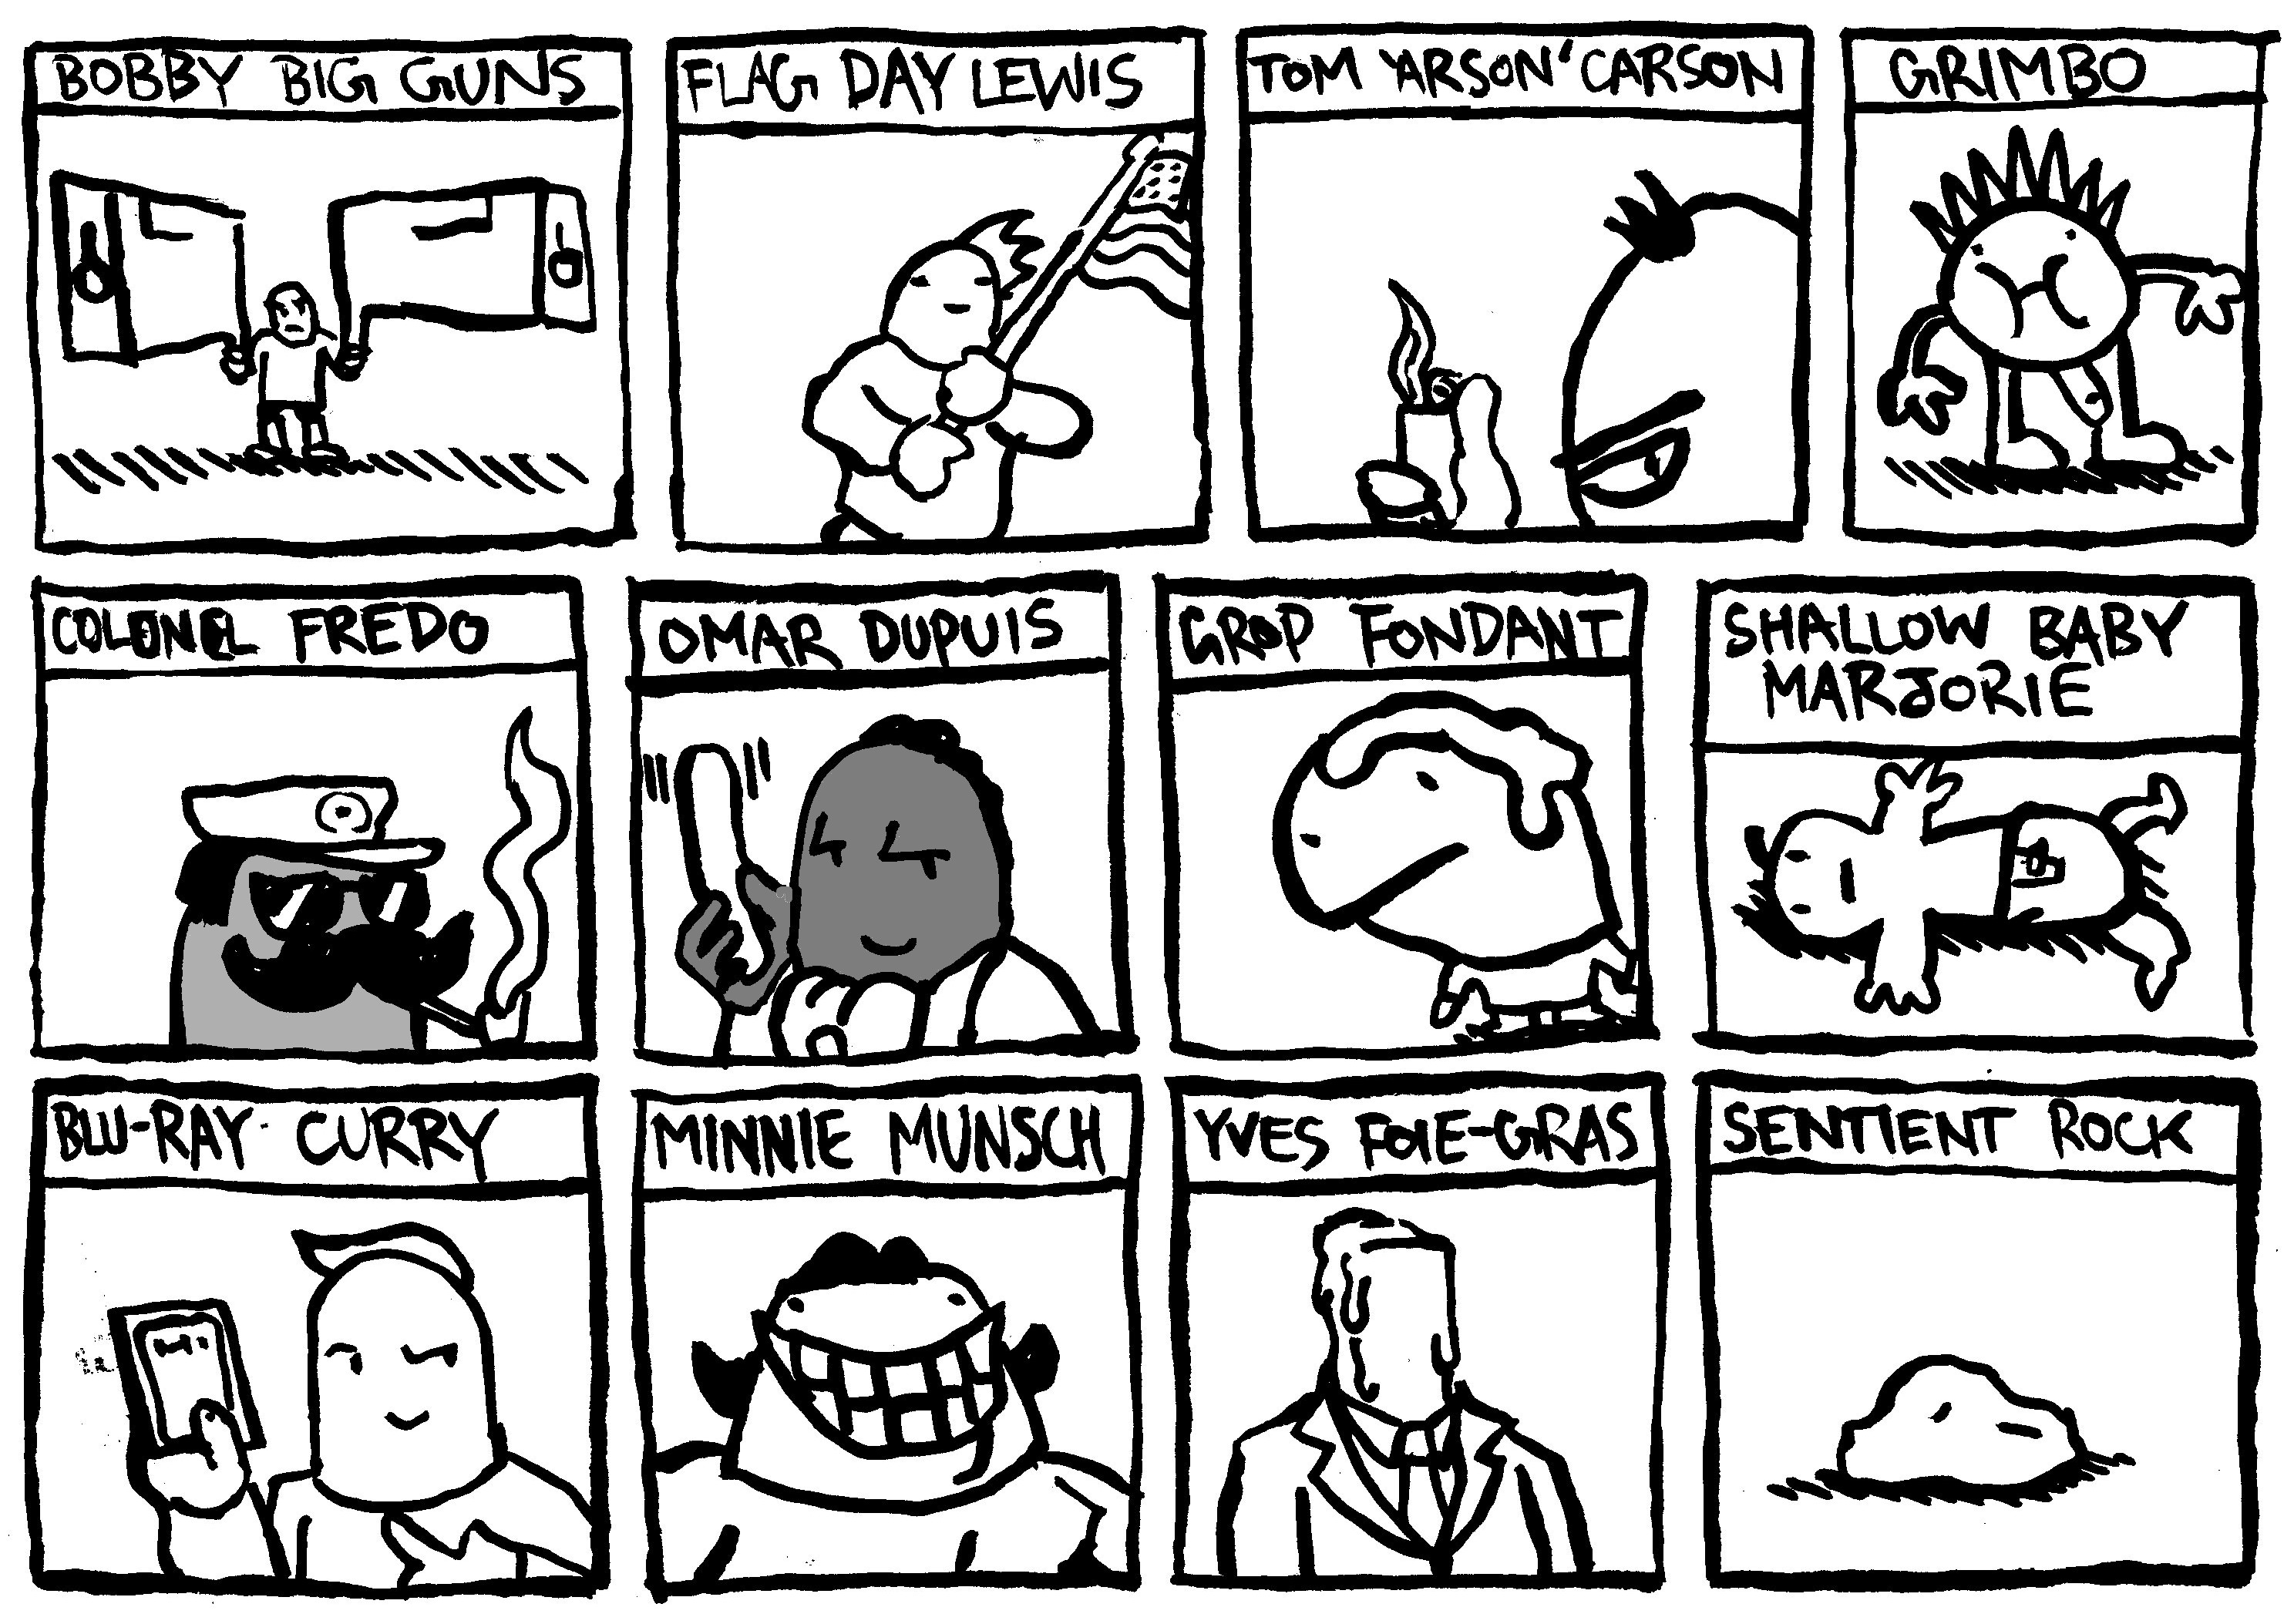 BOBBY BIG GUNS
FLAG DAY LEWIS
TOM 'ARSON' CARSON
GRIMBO
COLONEL FREDO
OMAR DUPUIS
GROP FONDANT
SHALLOW BABY
MARJORIE
BLU-RAY CURRY
MINNIE MUNSCH
YVES FOIE-GRAS
SENTIENT ROCK